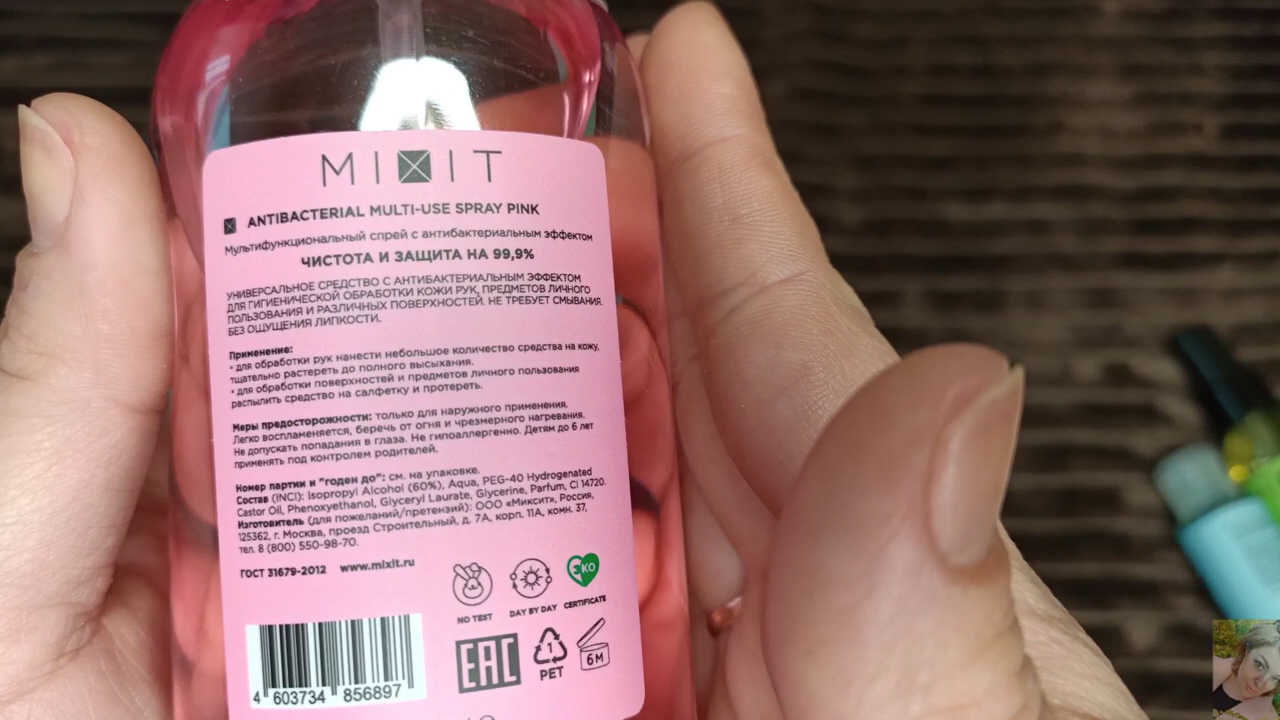 MIXIT
ANTIBACTERIAL MULTI-USE SPRAY PINK
Мультифункциональный спрей с антибактериальным эффектом
ЧИСТОТА И ЗАЩИТА НА 99,9%
УНИВЕРСАЛЬНОЕ СРЕДСТВО С АНТИБАКТЕРИАЛЬНЫМ ЭФФЕКТОМ
ДЛЯ ГИГИЕНИЧЕСКОЙ ОБРАБОТКИ КОЖИ РУК, ПРЕДМЕТОВ ЛИЧНОГО
ПОЛЬЗОВАНИЯ И РАЗЛИЧНЫХ ПОВЕРХНОСТЕЙ. НЕ ТРЕБУЕТ СМЫВАНИЯ.
БЕЗ ОЩУЩЕНИЯ ЛИПКОСТИ.
Применение:
• для обработки рук нанести небольшое количество средства на кожу,
тщательно растереть до полного высыхания.
• для обработки поверхностей и предметов личного пользования
распылить средство на салфетку и протереть.
Меры предосторожности: только для наружного применения.
Легко воспламеняется, беречь от огня и чрезмерного нагревания.
Не допускать попадания в глаза. Не гипоаллергенно. Детям до 6 лет
применять под контролем родителей.
Номер партии и "годен до": см. на упаковке.
Состав (INCI): Isopropyl Alcohol (60%), Aqua, PEG-40 Hydrogenated
Castor Oil, Phenoxyethanol, Glyceryl Laurate, Glycerine, Parfum, CI 14720.
Изготовитель (для пожеланий/претензий): ООО «Миксит», Россия,
125362, г. Москва, проезд Строительный, д. 7А, корп. 11А, комн. 37,
тел. 8 (800) 550-98-70.
ГОСТ 31679-2012 www.mixit.ru
ЭКО
NO TEST DAY BY DAY CERTIFICATE
EAC 1 6М
PET
4 603734 856897